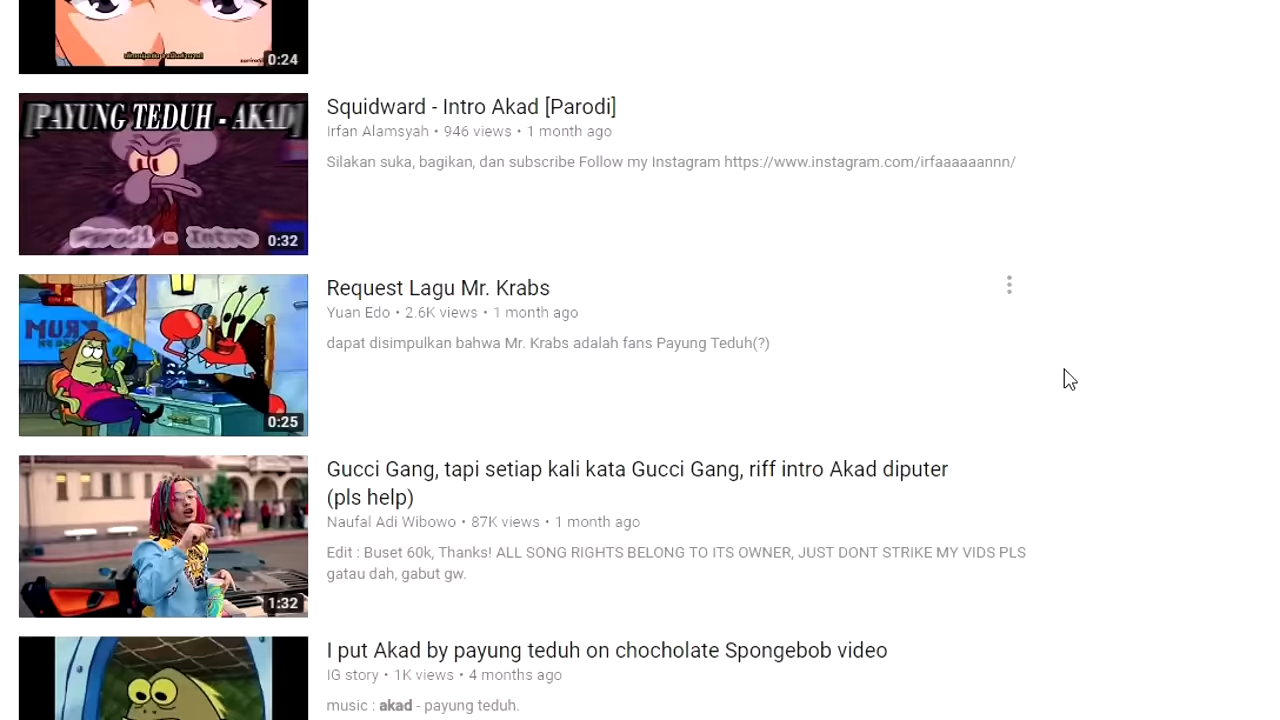 0:24
PAYUNG TEDUH - AKAD
Parodi - Intro
0:32
Squidward - Intro Akad [Parodi]
Irfan Alamsyah • 946 views • 1 month ago
Silakan suka, bagikan, dan subscribe Follow my Instagram https://www.instagram.com/irfaaaaaannn/
0:25
Request Lagu Mr. Krabs
Yuan Edo • 2.6K views • 1 month ago
dapat disimpulkan bahwa Mr. Krabs adalah fans Payung Teduh(?)
1:32
Gucci Gang, tapi setiap kali kata Gucci Gang, riff intro Akad diputer
(pls help)
Naufal Adi Wibowo • 87K views • 1 month ago
Edit : Buset 60k, Thanks! ALL SONG RIGHTS BELONG TO ITS OWNER, JUST DONT STRIKE MY VIDS PLS
gatau dah, gabut gw.
I put Akad by payung teduh on chocholate Spongebob video
IG story • 1K views • 4 months ago
music : akad - payung teduh.